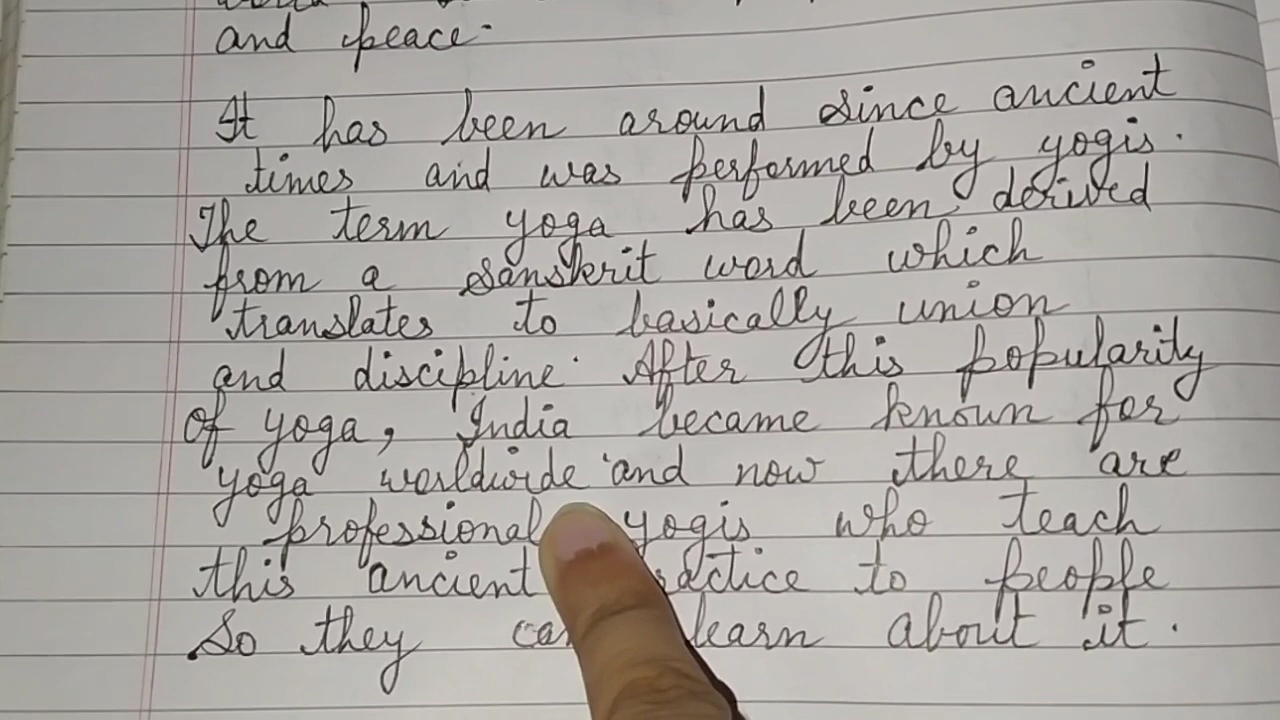 and peace.
It has been around since ancient
times and was performed by yogis.
The term yoga has been derived
from a sanskrit word which
translates to basically union
and discipline. After this popularity
of yoga, India became known for
yoga worldwide and now there are
professional yogis who teach
this ancient to people
So they learn about it.